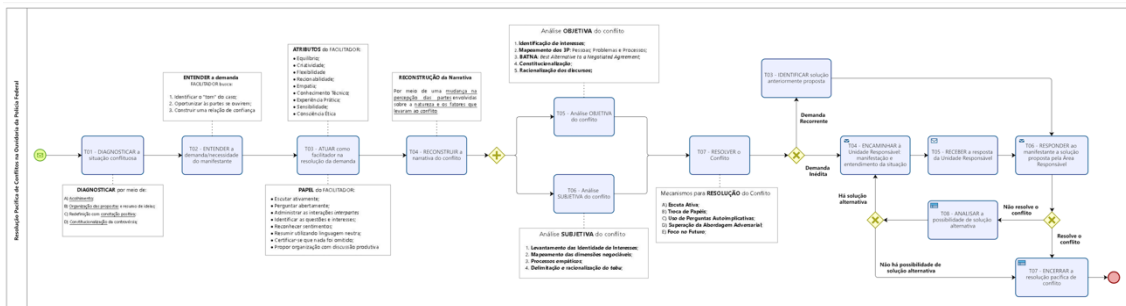 Resolução Pacífica de Conflitos na Ouvidoria da Polícia Federal
T01 - DIAGNOSTICAR a
situação conflituosa
DIAGNOSTICAR por meio de:
A) Acolhimento;
B) Organização das propostas e recusa de ideias;
C) Redefinição com conotação positiva;
D) Constitucionalização da controvérsia;
ENTENDER a demanda
FACILITADOR busca:
1. Identificar o "tom" do caso;
2. Oportunizar às partes se ouvirem;
3. Construir uma relação de confiança
T02 - ENTENDER a
demanda/necessidade do
manifestante
ATRIBUTOS do FACILITADOR:
• Equilíbrio;
• Criatividade;
• Flexibilidade
• Racionabilidade;
• Empatia;
• Conhecimento Técnico;
• Experiência Prática;
• Sensibilidade;
• Consciência Ética
T03 - ATUAR como
facilitador na
resolução da demanda
PAPEL do FACILITADOR:
• Escutar ativamente;
• Perguntar abertamente;
• Administrar as interações interpartes;
• Identificar as questões e interesses;
• Reconhecer sentimentos;
• Resumir utilizando linguagem neutra;
• Certificar-se que nada foi omitido;
• Propor organização com discussão produtiva
RECONSTRUÇÃO da Narrativa
Por meio de uma mudança na
percepção das partes envolvidas
sobre a natureza e os fatores que
levaram ao conflito
T04 - RECONSTRUIR a
narrativa do conflito
Análise OBJETIVA do conflito
1. Identificação de Interesses;
2. Mapeamento dos 3P: Pessoas; Problemas e Processos;
3. BATNA: Best Alternative to a Negotiated Agreement;
4. Constitucionalização;
5. Racionalização dos discursos;
T05 - Análise OBJETIVA
do conflito
T06 - Análise
SUBJETIVA do conflito
Análise SUBJETIVA do conflito
1. Levantamento das Identidade de Interesses;
2. Mapeamento das dimensões negociáveis;
3. Processos empáticos;
4. Delimitação e racionalização do tabu;
T07 - RESOLVER o
Conflito
Mecanismos para RESOLUÇÃO do Conflito
A) Escuta Ativa;
B) Troca de Papéis;
C) Uso de Perguntas Autoimplicativas;
D) Superação da Abordagem Adversarial;
E) Foco no Futuro;
T03 - IDENTIFICAR solução
anteriormente proposta
Demanda
Recorrente
Demanda
Inédita
T04 - ENCAMINHAR à
Unidade Responsável:
manifestação e
entendimento da situação
T05 - RECEBER a resposta
da Unidade Responsável
T06 - RESPONDER ao
manifestante a solução
proposta pela Área
Responsável
Há solução
alternativa
T08 - ANALISAR a
possibilidade de solução
alternativa
Não resolve o
conflito
Resolve o
conflito
Não há possibilidade de
solução alternativa
T07 - ENCERRAR a
resolução pacífica de
conflito